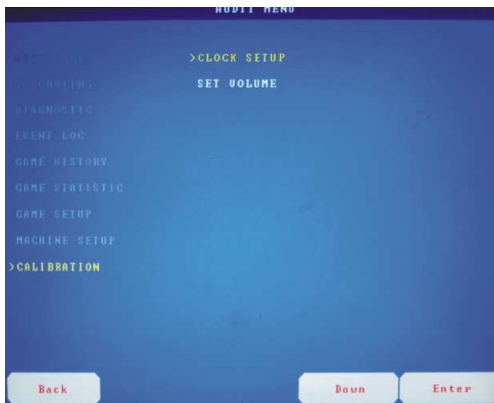 AUDIT MENU
>CLOCK SETUP
SET VOLUME
DIAGNOSTIC
EVENT LOG
GAME HISTORY
GAME STATISTIC
GAME SETUP
MACHINE SETUP
>CALIBRATION
Back
Down
Enter